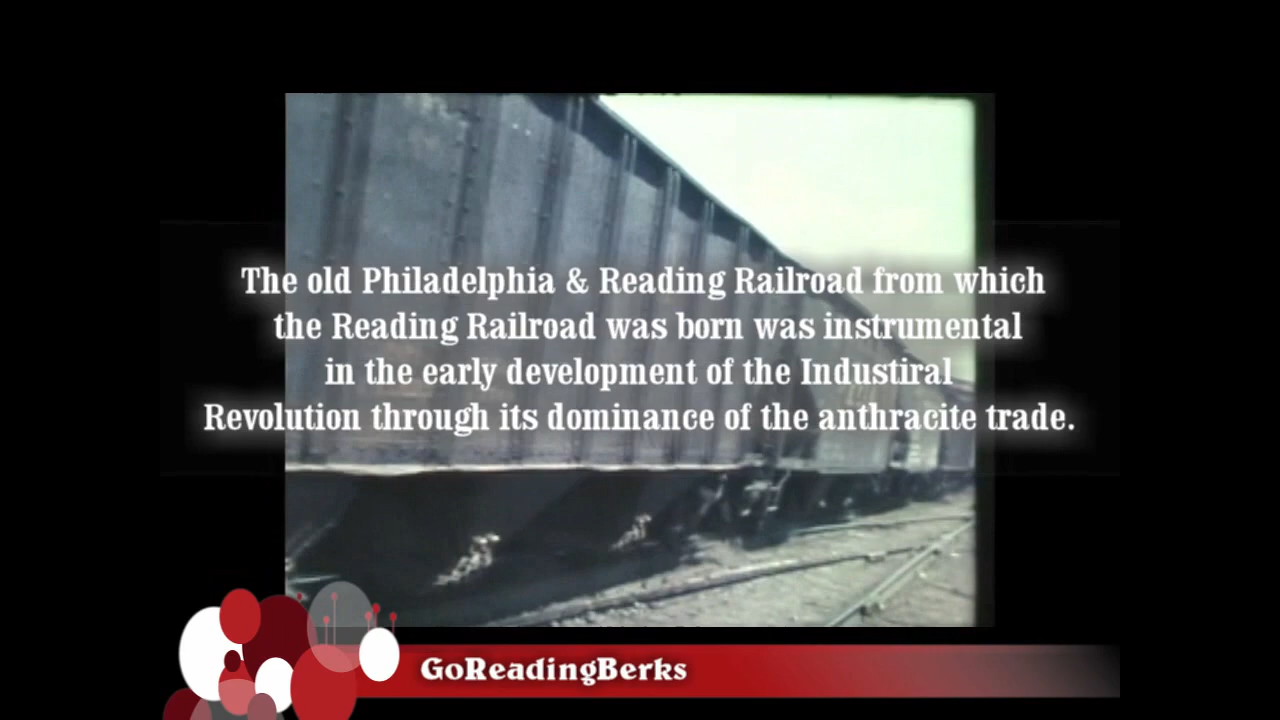 The old Philadelphia & Reading Railroad from which
the Reading Railroad was born was instrumental
in the early development of the Industiral
Revolution through its dominance of the anthracite trade.
GoReadingBerks